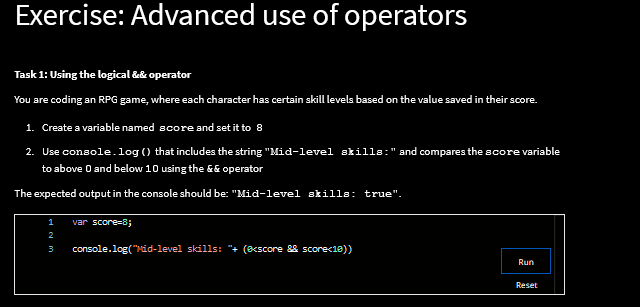 Exercise: Advanced use of operators
Task 1: Using the logical && operator
You are coding an RPG game, where each character has certain skill levels based on the value saved in their score.
1. Create a variable named score and set it to 8
2. Use console.log() that includes the string "Mid-level skills:" and compares the score variable
to above 0 and below 10 using the && operator
The expected output in the console should be: "Mid-level skills: true".
1 var score=8;
2
3 console.log("Mid-level skills: "+ (0<score && score<10))
Run
Reset